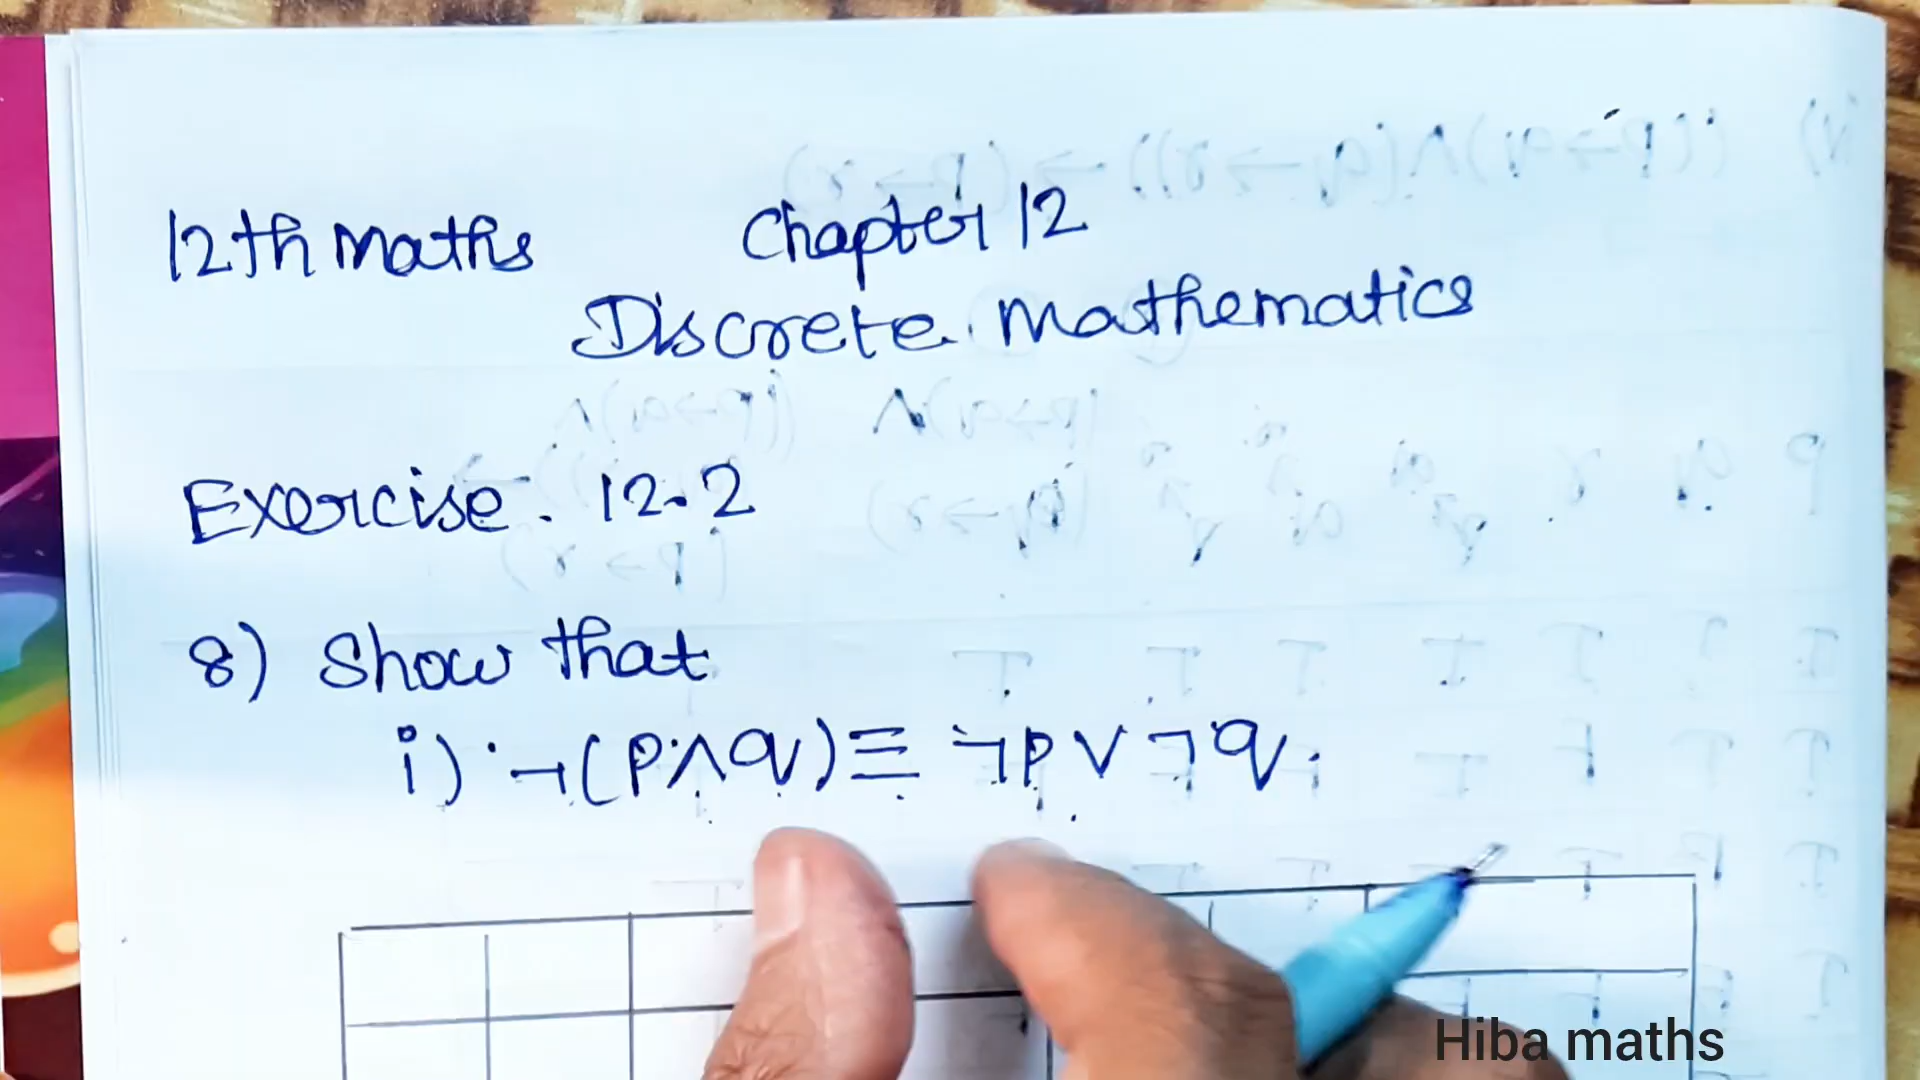 12th maths Chapter 12
Discrete Mathematics
Exercise. 12.2
8) Show that
i) ¬(p∧q)≡ ¬p∨¬q.
Hiba maths